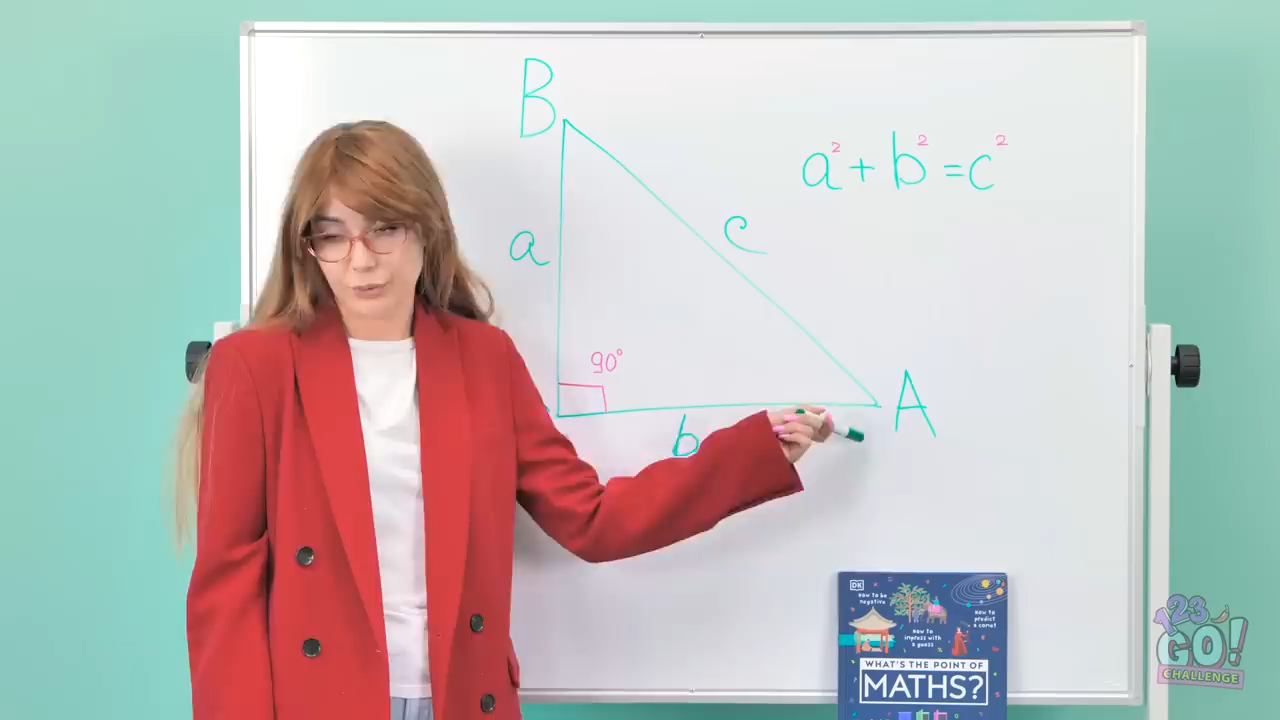 B
a² + b² = c²
c
a
90°
A
b
DK
how to be
negative
how to
predict
a comet
how to
impress with
a guess
WHAT'S THE POINT OF
MATHS?
123
GO!
CHALLENGE